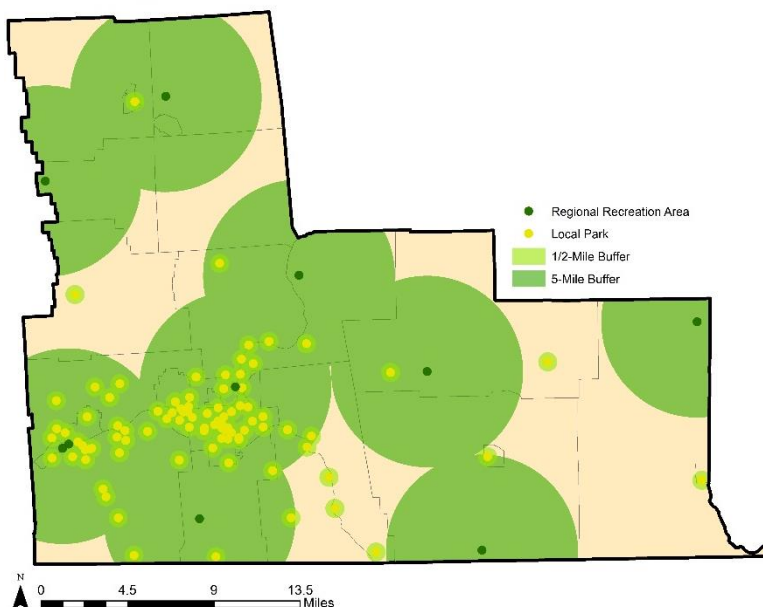 Regional Recreation Area
Local Park
1/2-Mile Buffer
5-Mile Buffer
N
0 4.5 9 13.5
Miles